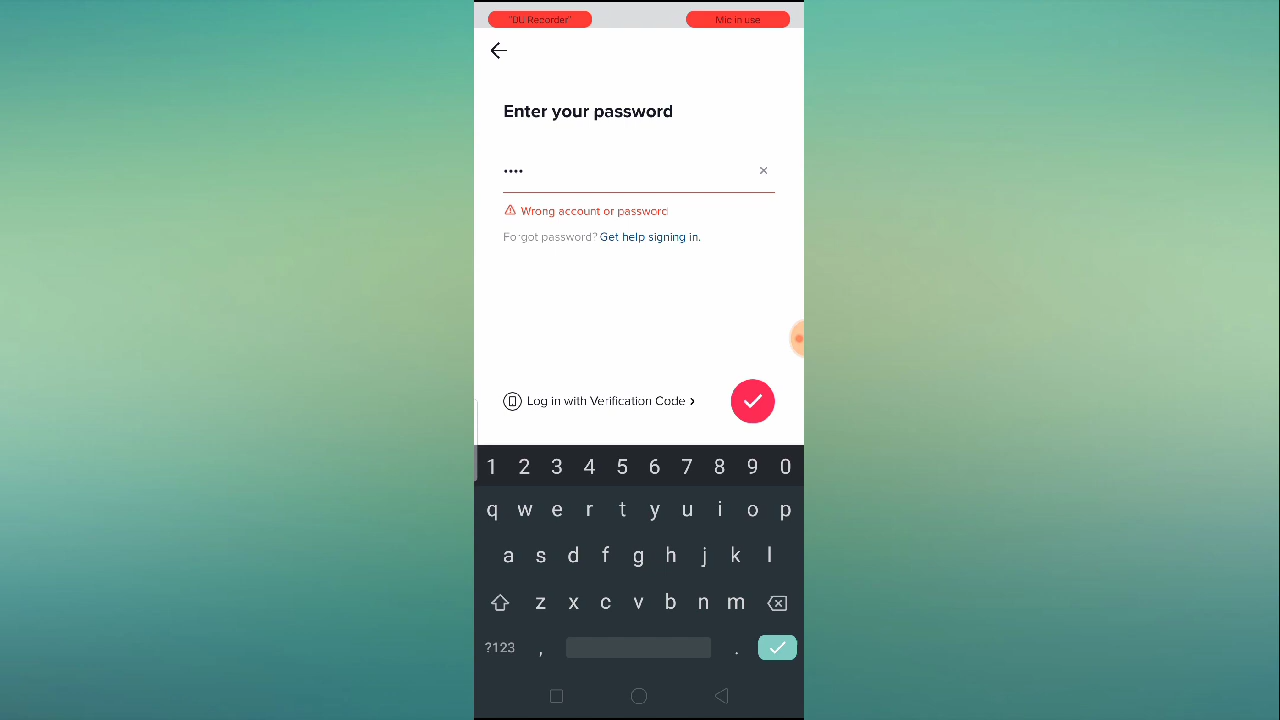 "DU Recorder" Mic in use
Enter your password
••••
Wrong account or password
Forgot password? Get help signing in.
Log in with Verification Code >
1 2 3 4 5 6 7 8 9 0
q w e r t y u i o p
a s d f g h j k l
z x c v b n m
?123 , .